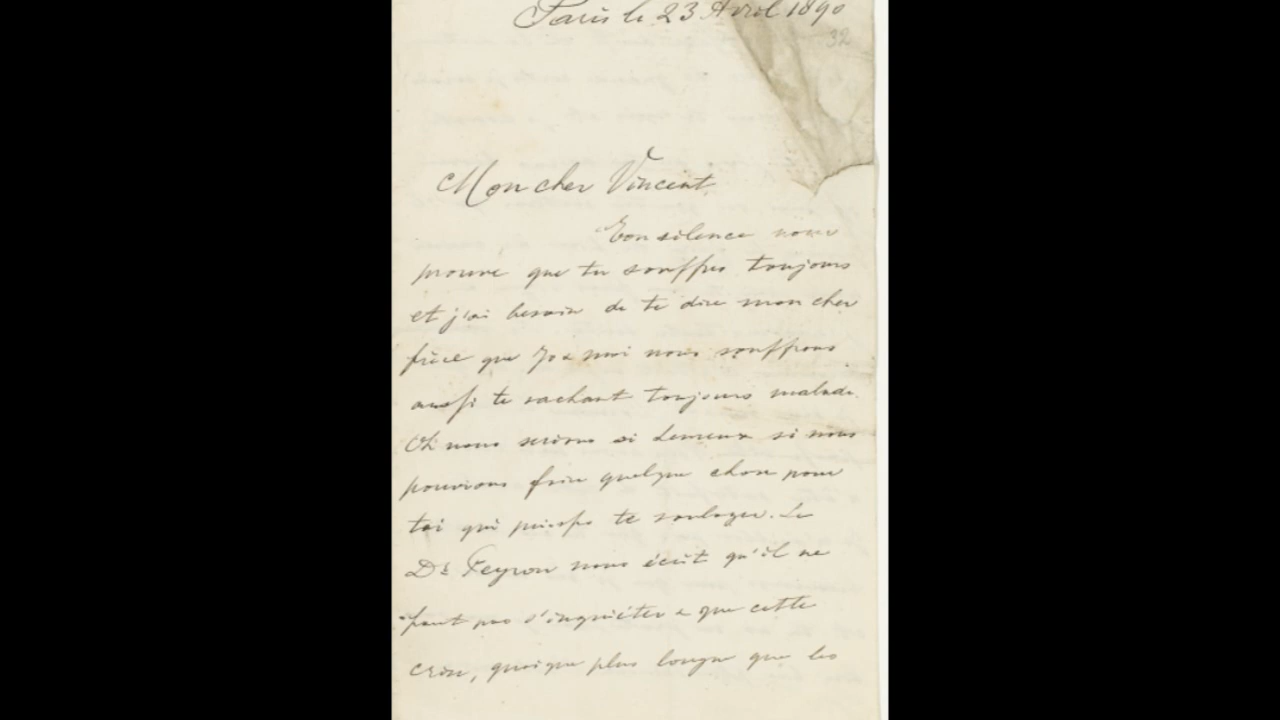 Paris le 23 Avril 1890
32
Mon cher Vincent
Ton silence nous
prouve que tu souffres toujours
et j'ai besoin de te dire mon cher
frère que Jo & moi nous souffrons
aussi te sachant toujours malade.
Oh nous serions si heureux si nous
pouvions faire quelque chose pour
toi qui puisse te soulager. Le
Dr Peyron nous écrit qu'il ne
faut pas s'inquiéter & que cette
crise, quoique plus longue que les